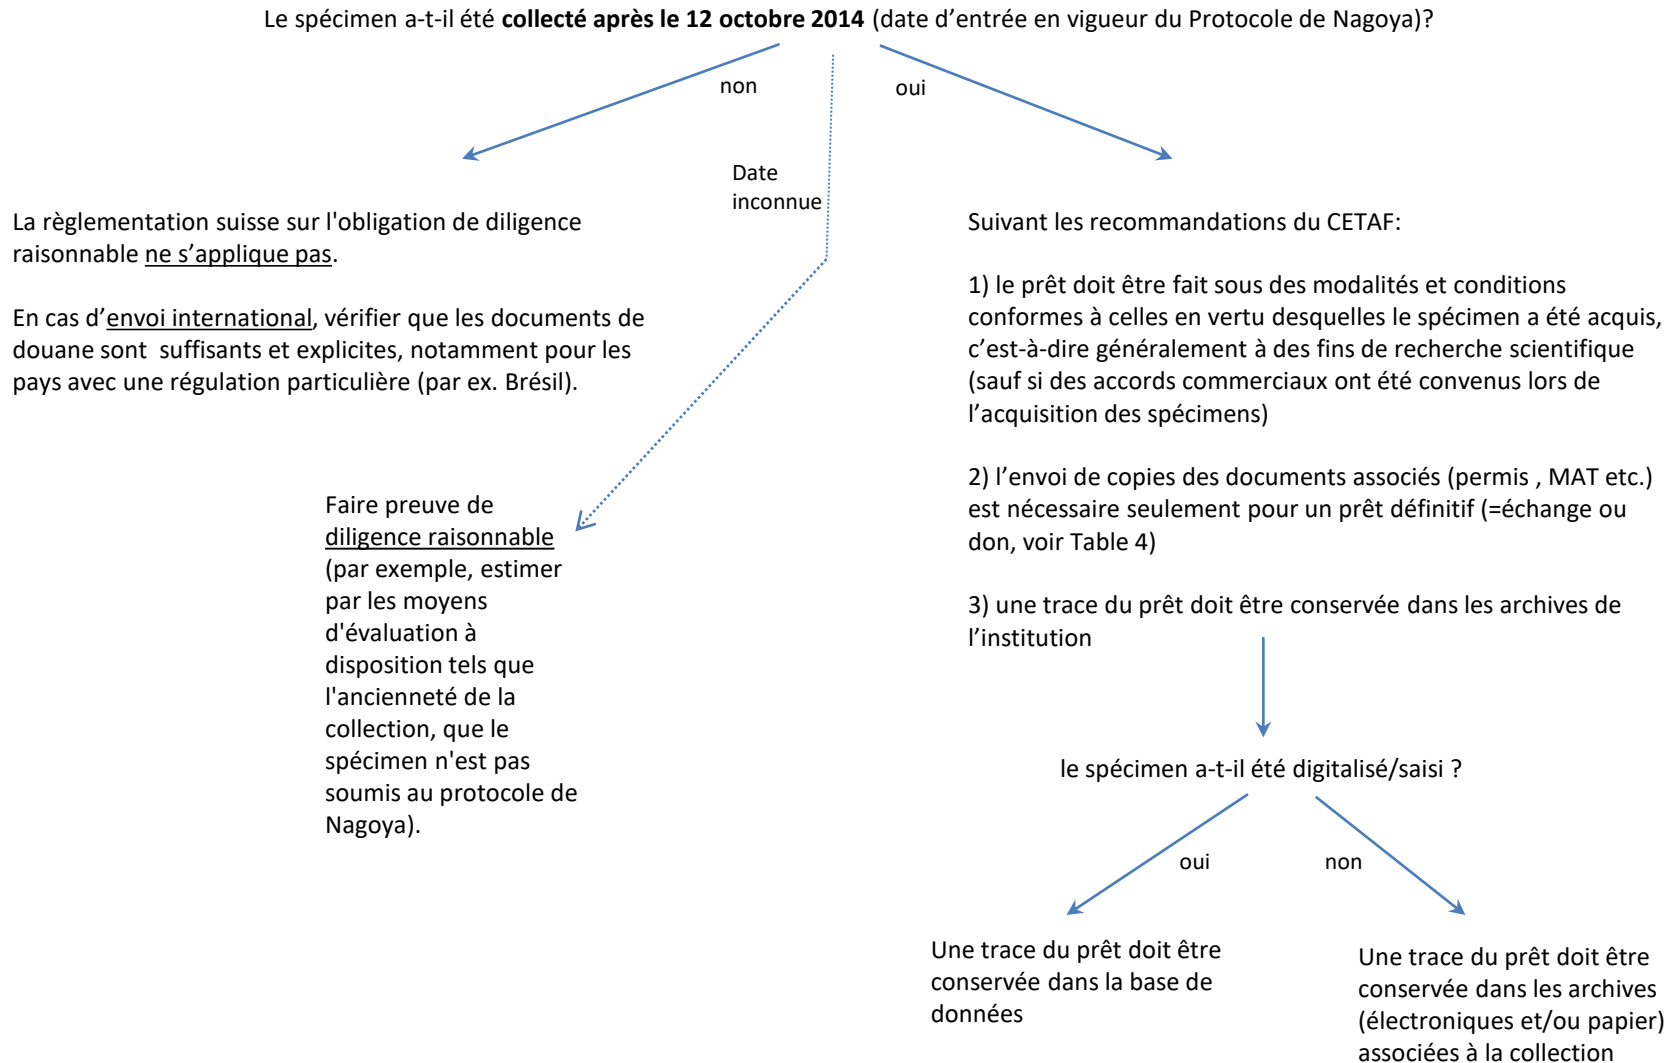 Le spécimen a-t-il été collecté après le 12 octobre 2014 (date d’entrée en vigueur du Protocole de Nagoya)?
non
oui
Date
inconnue
La règlementation suisse sur l'obligation de diligence
raisonnable ne s’applique pas.
En cas d’envoi international, vérifier que les documents de
douane sont suffisants et explicites, notamment pour les
pays avec une régulation particulière (par ex. Brésil).
Faire preuve de
diligence raisonnable
(par exemple, estimer
par les moyens
d'évaluation à
disposition tels que
l'ancienneté de la
collection, que le
spécimen n'est pas
soumis au protocole de
Nagoya).
Suivant les recommandations du CETAF:
1) le prêt doit être fait sous des modalités et conditions
conformes à celles en vertu desquelles le spécimen a été acquis,
c’est-à-dire généralement à des fins de recherche scientifique
(sauf si des accords commerciaux ont été convenus lors de
l’acquisition des spécimens)
2) l’envoi de copies des documents associés (permis , MAT etc.)
est nécessaire seulement pour un prêt définitif (=échange ou
don, voir Table 4)
3) une trace du prêt doit être conservée dans les archives de
l’institution
le spécimen a-t-il été digitalisé/saisi ?
oui
non
Une trace du prêt doit être
conservée dans la base de
données
Une trace du prêt doit être
conservée dans les archives
(électroniques et/ou papier)
associées à la collection